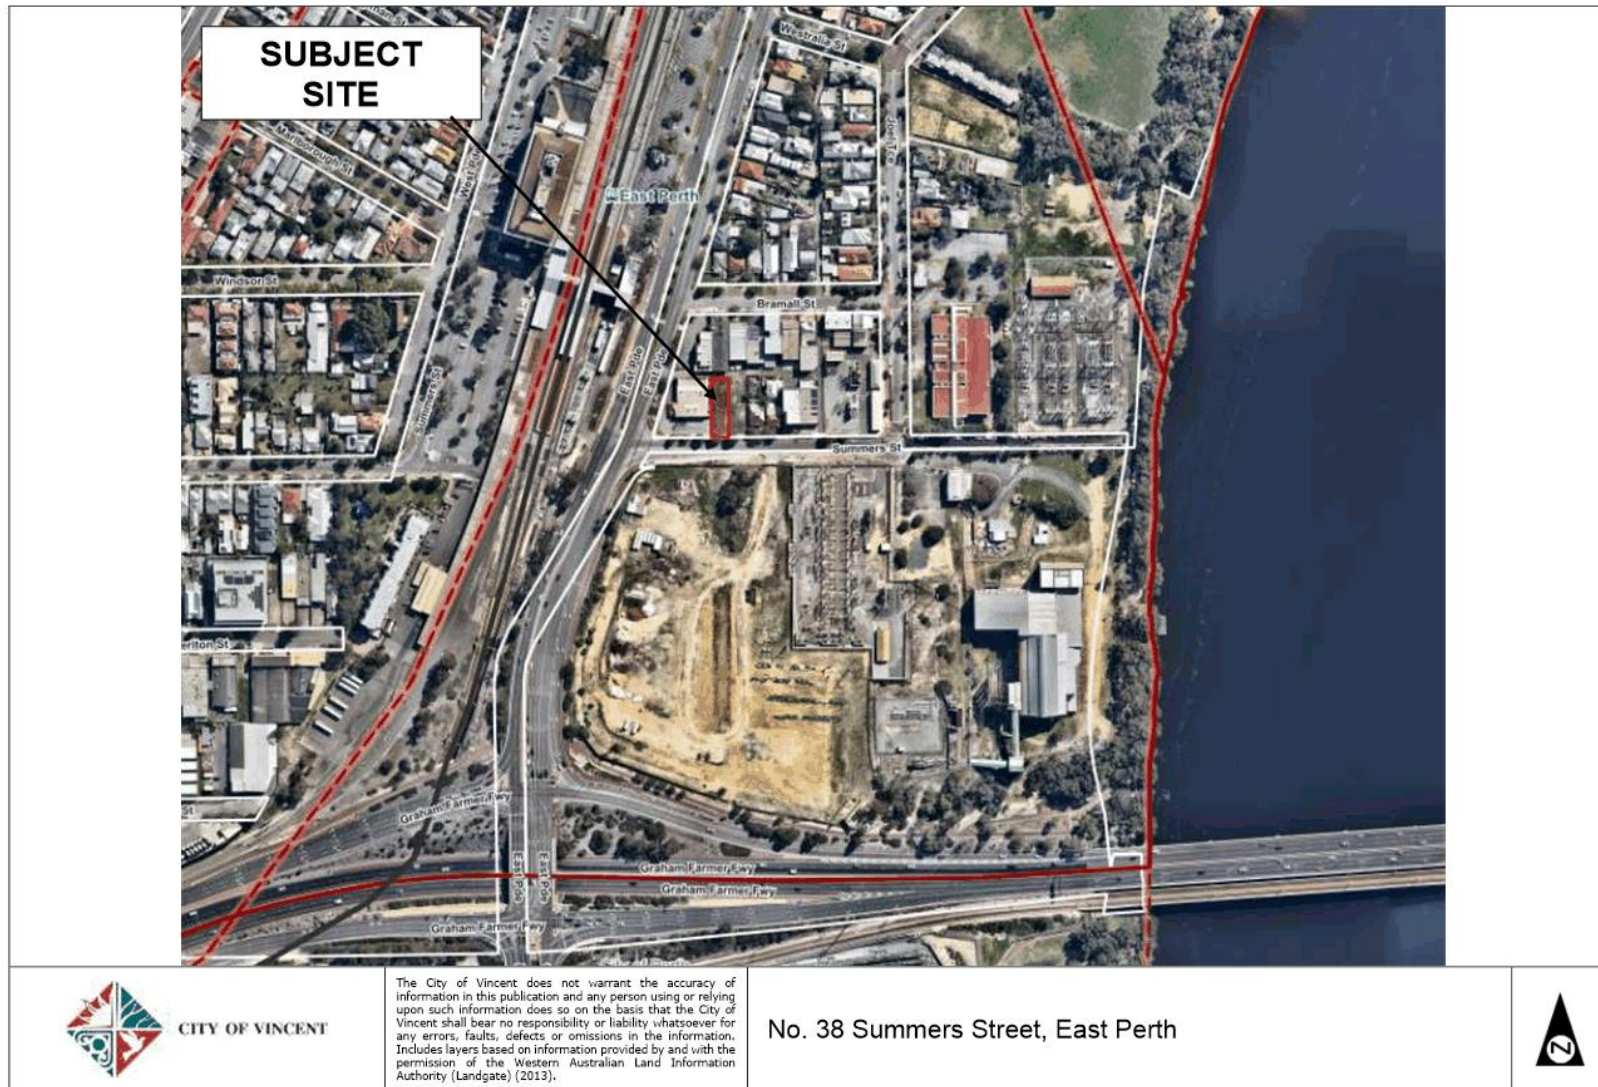 SUBJECT
SITE
Westralia St
Marlborough St
West Pde
Joel Tce
East Perth
Windsor St
Bramall St
East Pde
East Pde
Summers St
Summers St
erlton St
St
Graham Farmer Fwy
East Pde
East Pde
Graham Farmer Fwy
Graham Farmer Fwy
Graham Farmer Fwy
CITY OF VINCENT
The City of Vincent does not warrant the accuracy of
information in this publication and any person using or relying
upon such information does so on the basis that the City of
Vincent shall bear no responsibility or liability whatsoever for
any errors, faults, defects or omissions in the information.
Includes layers based on information provided by and with the
permission of the Western Australian Land Information
Authority (Landgate) (2013).
No. 38 Summers Street, East Perth
N